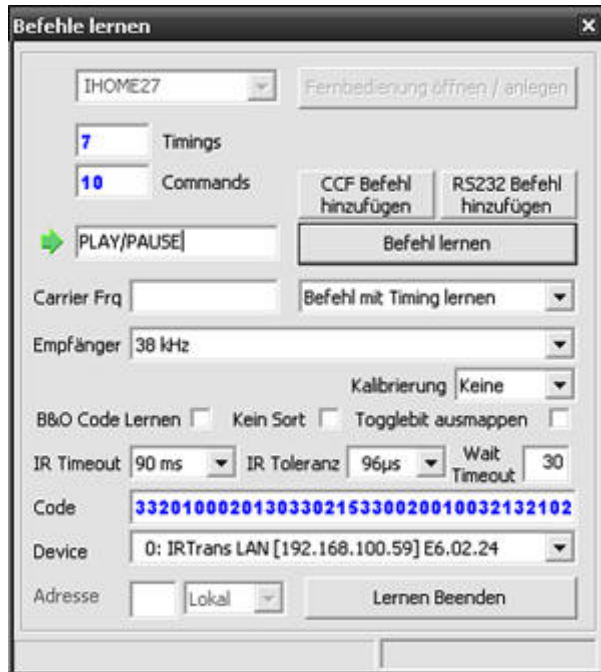 Befehle lernen
IHOME27
Fernbedienung öffnen / anlegen
7 Timings
10 Commands
CCF Befehl hinzufügen
RS232 Befehl hinzufügen
PLAY/PAUSE
Befehl lernen
Carrier Frq
Befehl mit Timing lernen
Empfänger 38 kHz
Kalibrierung Keine
B&O Code Lernen
Kein Sort
Togglebit ausmappen
IR Timeout 90 ms
IR Toleranz 96µs
Wait Timeout 30
Code 3320100020130330215330020010032132102
Device 0: IRTrans LAN [192.168.100.59] E6.02.24
Adresse
Lokal
Lernen Beenden